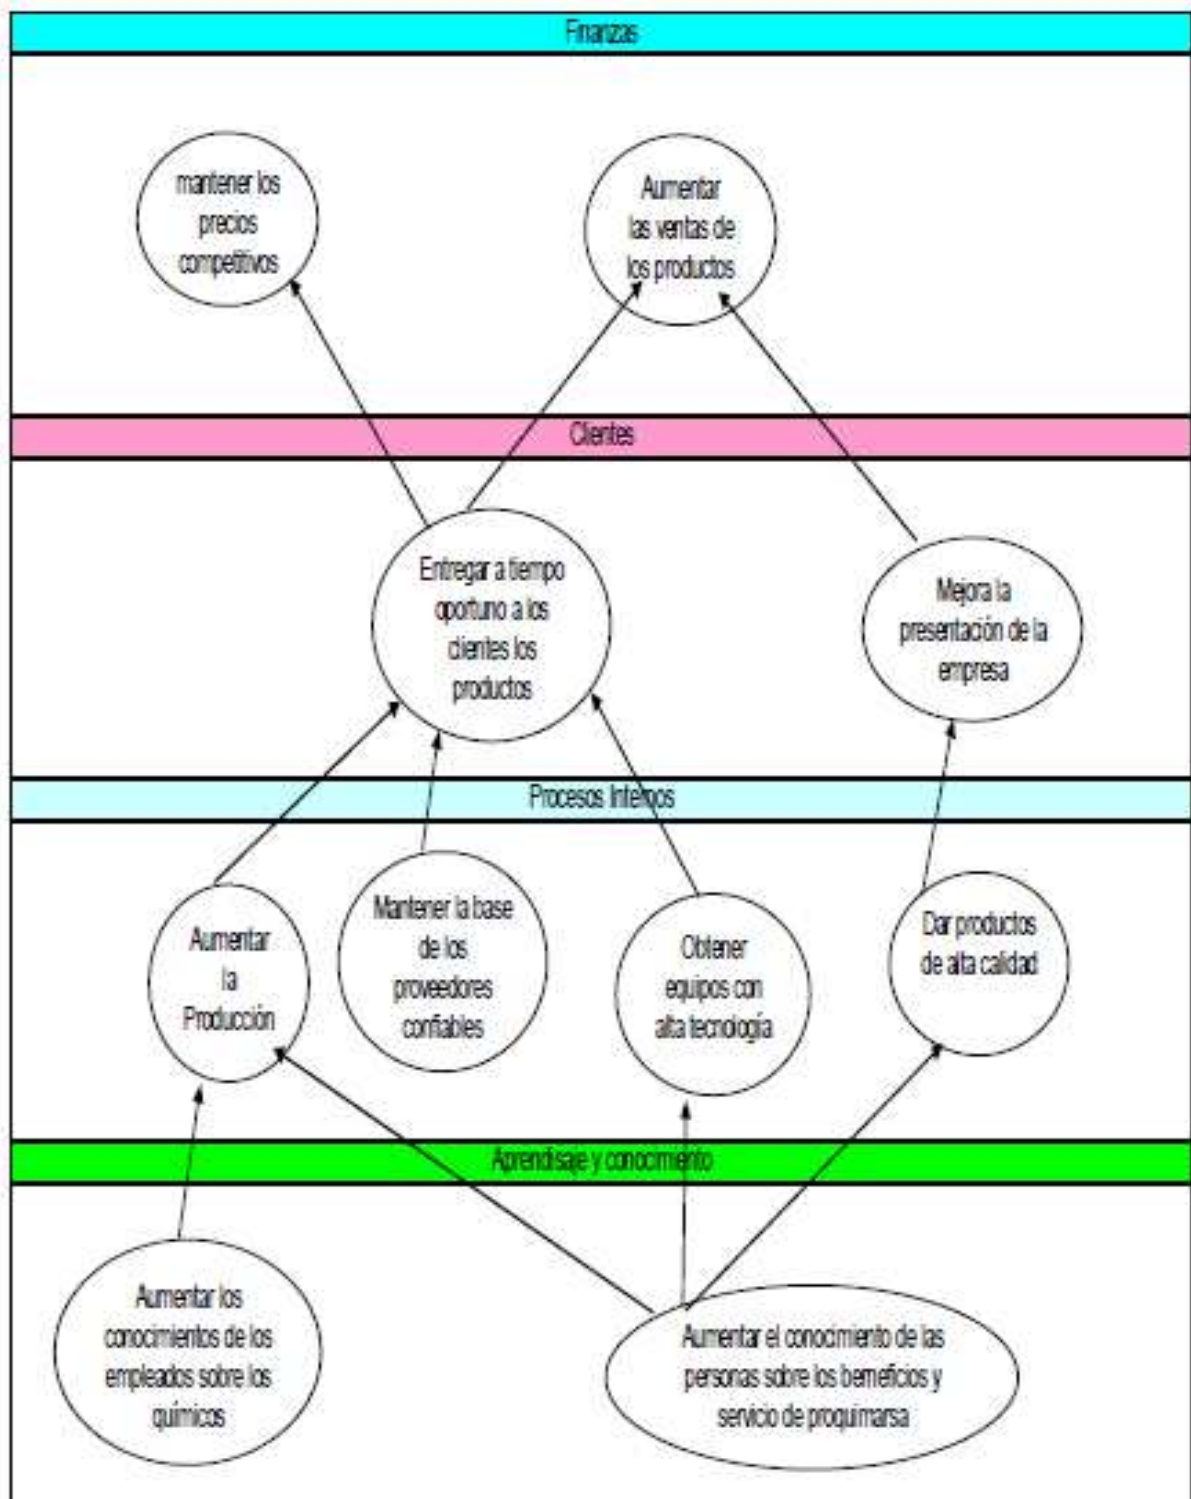 Finanzas
mantener los
precios
competitivos
Aumentar
las ventas de
los productos
Clientes
Entregar a tiempo
oportuno a los
clientes los
productos
Mejora la
presentación de la
empresa
Procesos Internos
Aumentar
la
Producción
Mantener la base
de los
proveedores
confiables
Obtener
equipos con
alta tecnología
Dar productos
de alta calidad
Aprendisaje y conocimiento
Aumentar los
conocimientos de los
empleados sobre los
químicos
Aumentar el conocimiento de las
personas sobre los bemeficios y
servicio de proquimarsa